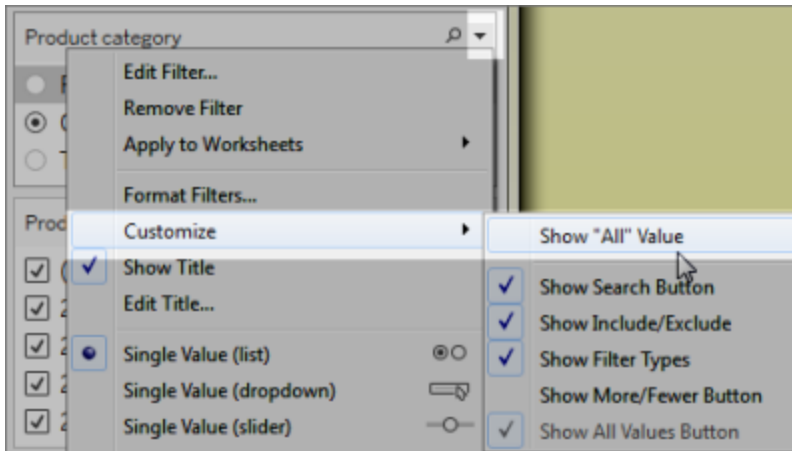 Product category
Edit Filter...
Remove Filter
Apply to Worksheets
Format Filters...
Customize
Show "All" Value
Show Title
Show Search Button
Edit Title...
Show Include/Exclude
Single Value (list)
Show Filter Types
Single Value (dropdown)
Show More/Fewer Button
Single Value (slider)
Show All Values Button